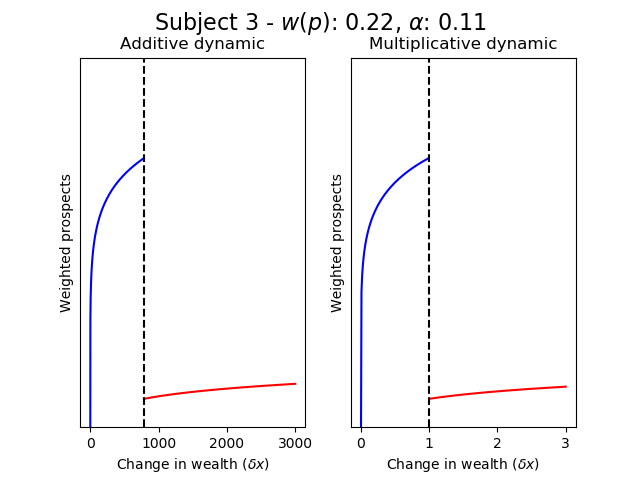 Subject 3 - w(p): 0.22, α: 0.11
Additive dynamic
Multiplicative dynamic
Weighted prospects
Weighted prospects
0 1000 2000 3000
0 1 2 3
Change in wealth (δx)
Change in wealth (δx)